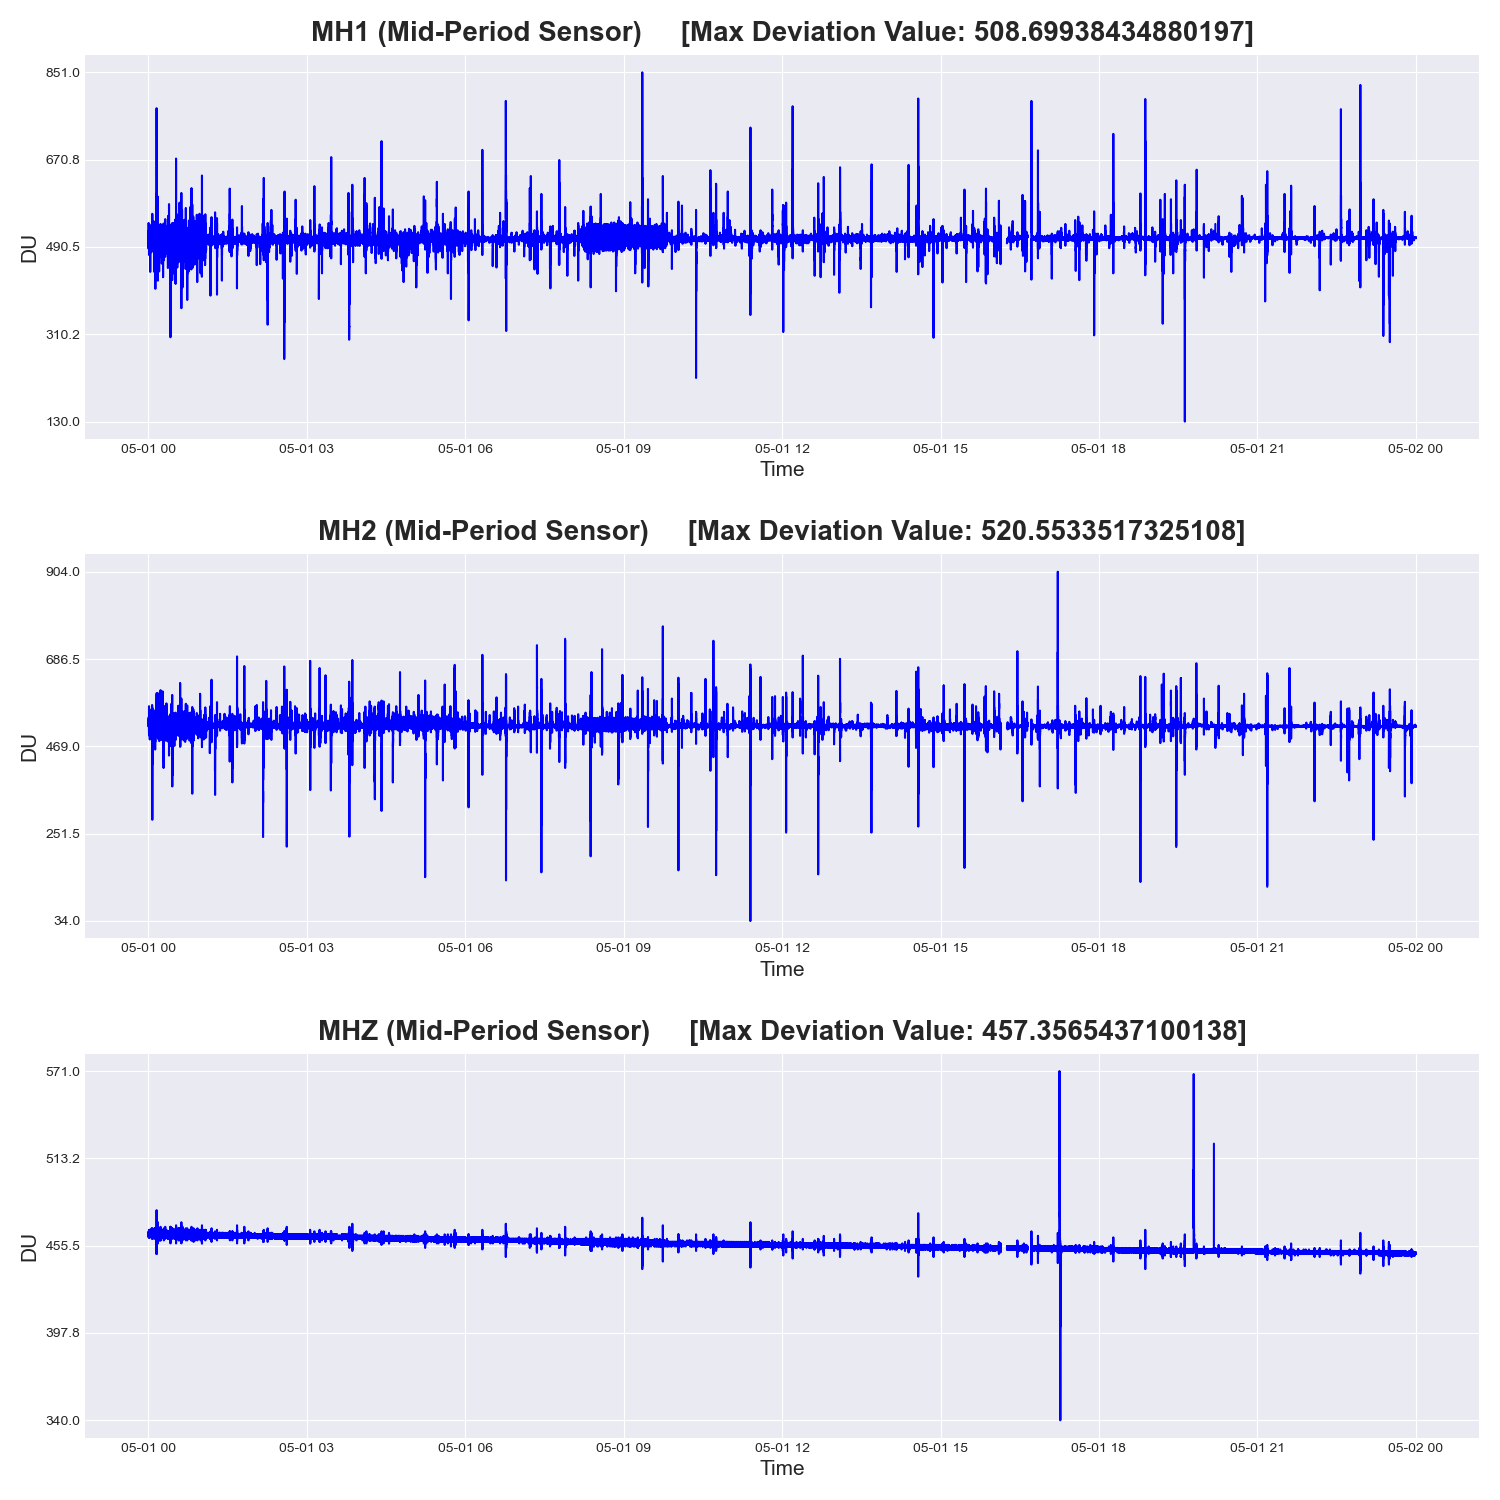 MH1 (Mid-Period Sensor) [Max Deviation Value: 508.69938434880197]
851.0
670.8
490.5
310.2
130.0
DU
05-01 00 05-01 03 05-01 06 05-01 09 05-01 12 05-01 15 05-01 18 05-01 21 05-02 00
Time
MH2 (Mid-Period Sensor) [Max Deviation Value: 520.5533517325108]
904.0
686.5
469.0
251.5
34.0
DU
05-01 00 05-01 03 05-01 06 05-01 09 05-01 12 05-01 15 05-01 18 05-01 21 05-02 00
Time
MHZ (Mid-Period Sensor) [Max Deviation Value: 457.3565437100138]
571.0
513.2
455.5
397.8
340.0
DU
05-01 00 05-01 03 05-01 06 05-01 09 05-01 12 05-01 15 05-01 18 05-01 21 05-02 00
Time